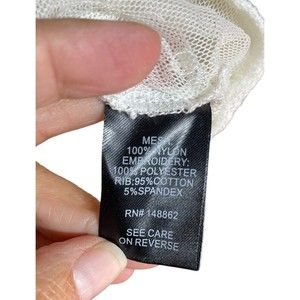 MESH:
100% NYLON
EMBROIDERY:
100% POLYESTER
RIB:95%COTTON
5%SPANDEX
RN# 148862
SEE CARE
ON REVERSE